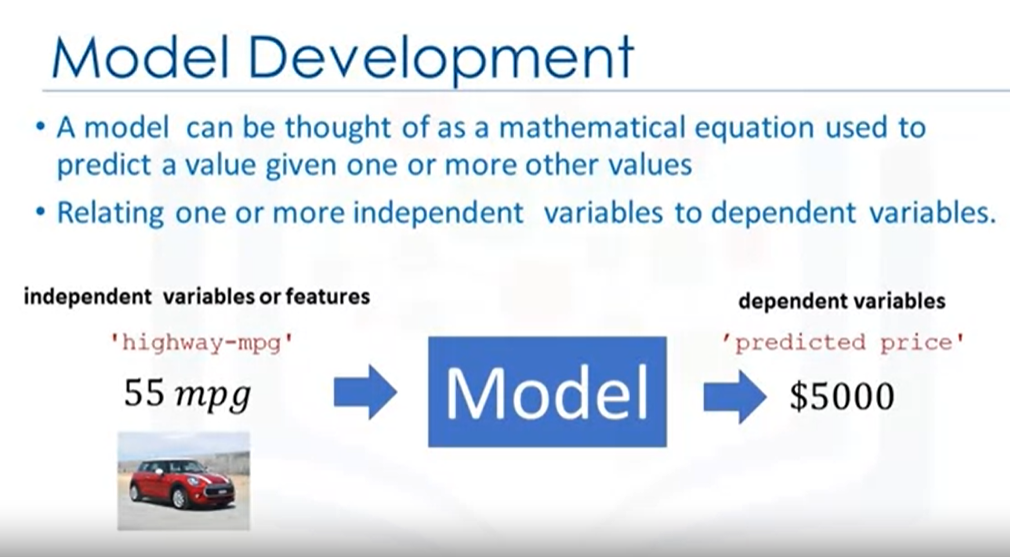 Model Development
• A model can be thought of as a mathematical equation used to
predict a value given one or more other values
• Relating one or more independent variables to dependent variables.
independent variables or features
'highway-mpg'
55 mpg
Model
dependent variables
'predicted price'
$5000